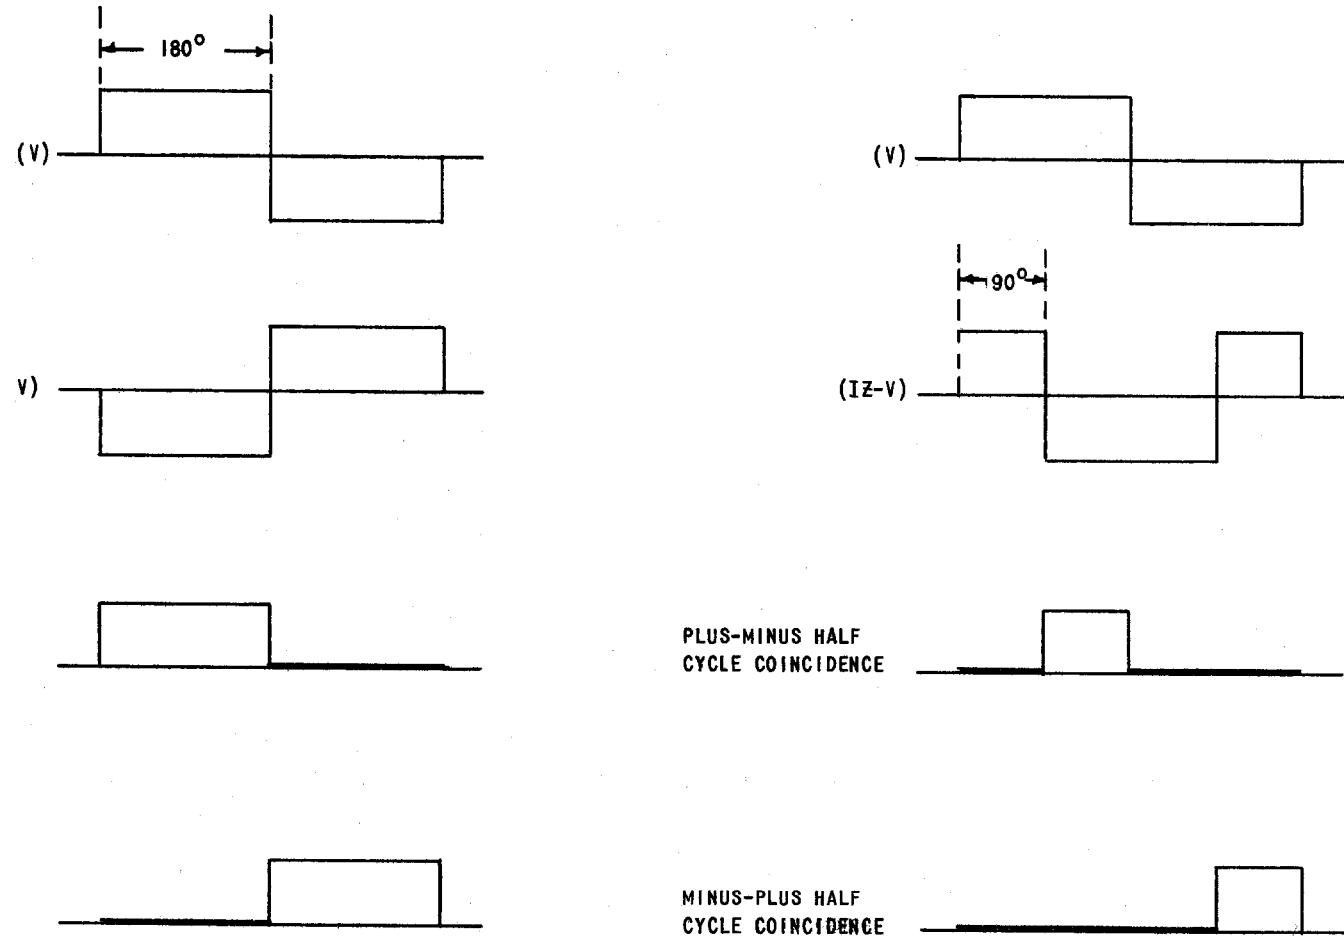 180°
(V)
(V)
90°
V)
(IZ-V)
PLUS-MINUS HALF
CYCLE COINCIDENCE
MINUS-PLUS HALF
CYCLE COINCIDENCE